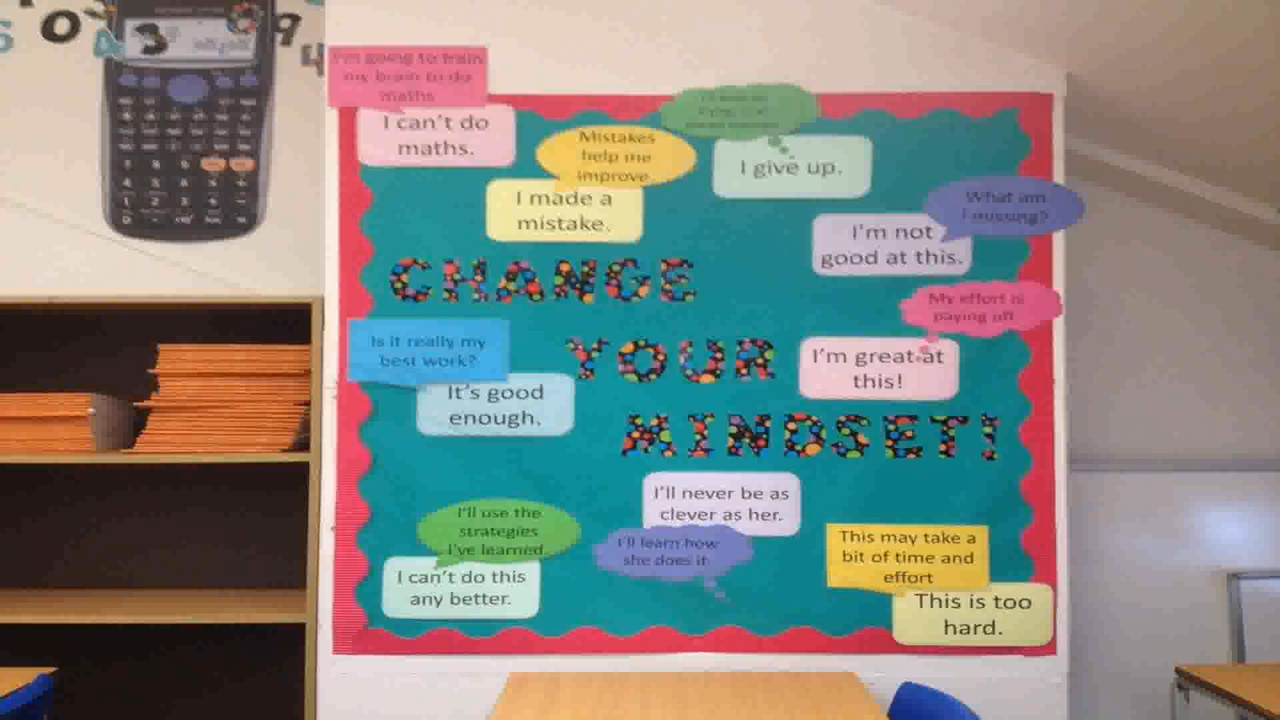 I'm going to train
my brain to do
maths
I can't do
maths.
Mistakes
help me
improve
I made a
mistake.
I give up.
What am
I missing?
I'm not
good at this.
CHANGE
YOUR
MINDSET!
My effort is
paying off
I'm great at
this!
Is it really my
best work?
It's good
enough.
I'll never be as
clever as her.
I'll learn how
she does it
I'll use the
strategies
I've learned
I can't do this
any better.
This may take a
bit of time and
effort
This is too
hard.